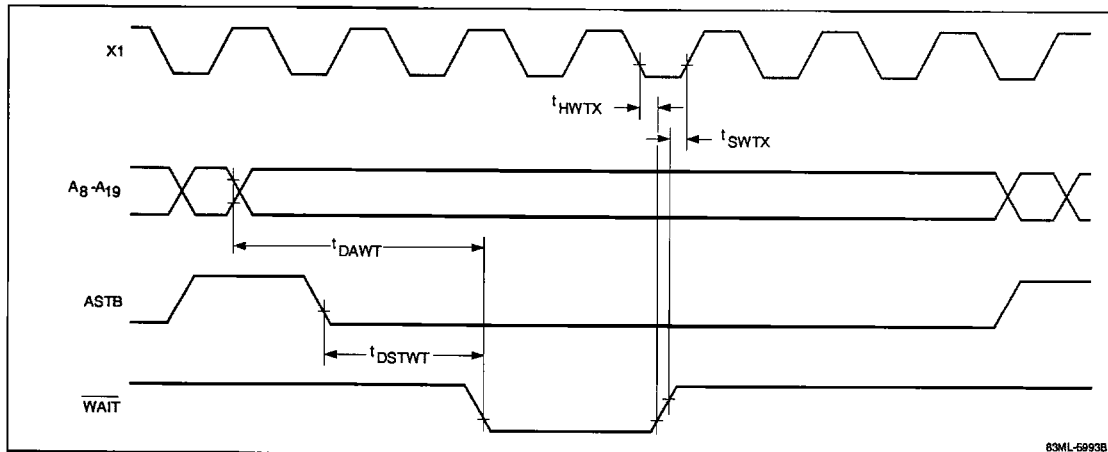 X1
tHWTX
tSWTX
A8-A19
tDAWT
ASTB
tDSTWT
WAIT
83ML-5993B